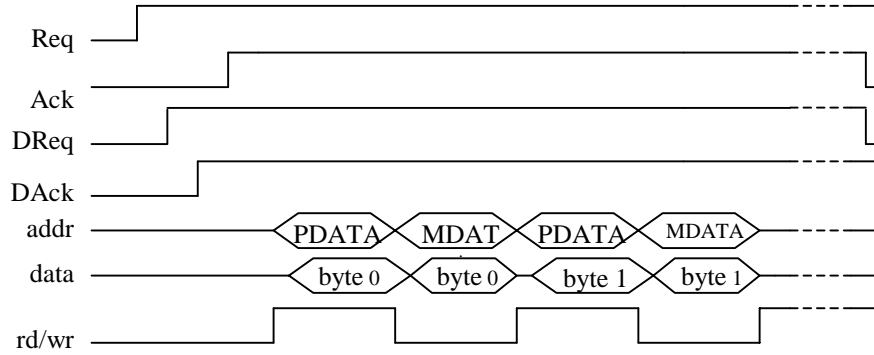 Req
Ack
DReq
DAck
addr PDATA MDAT PDATA MDATA
data byte 0 byte 0 byte 1 byte 1
rd/wr